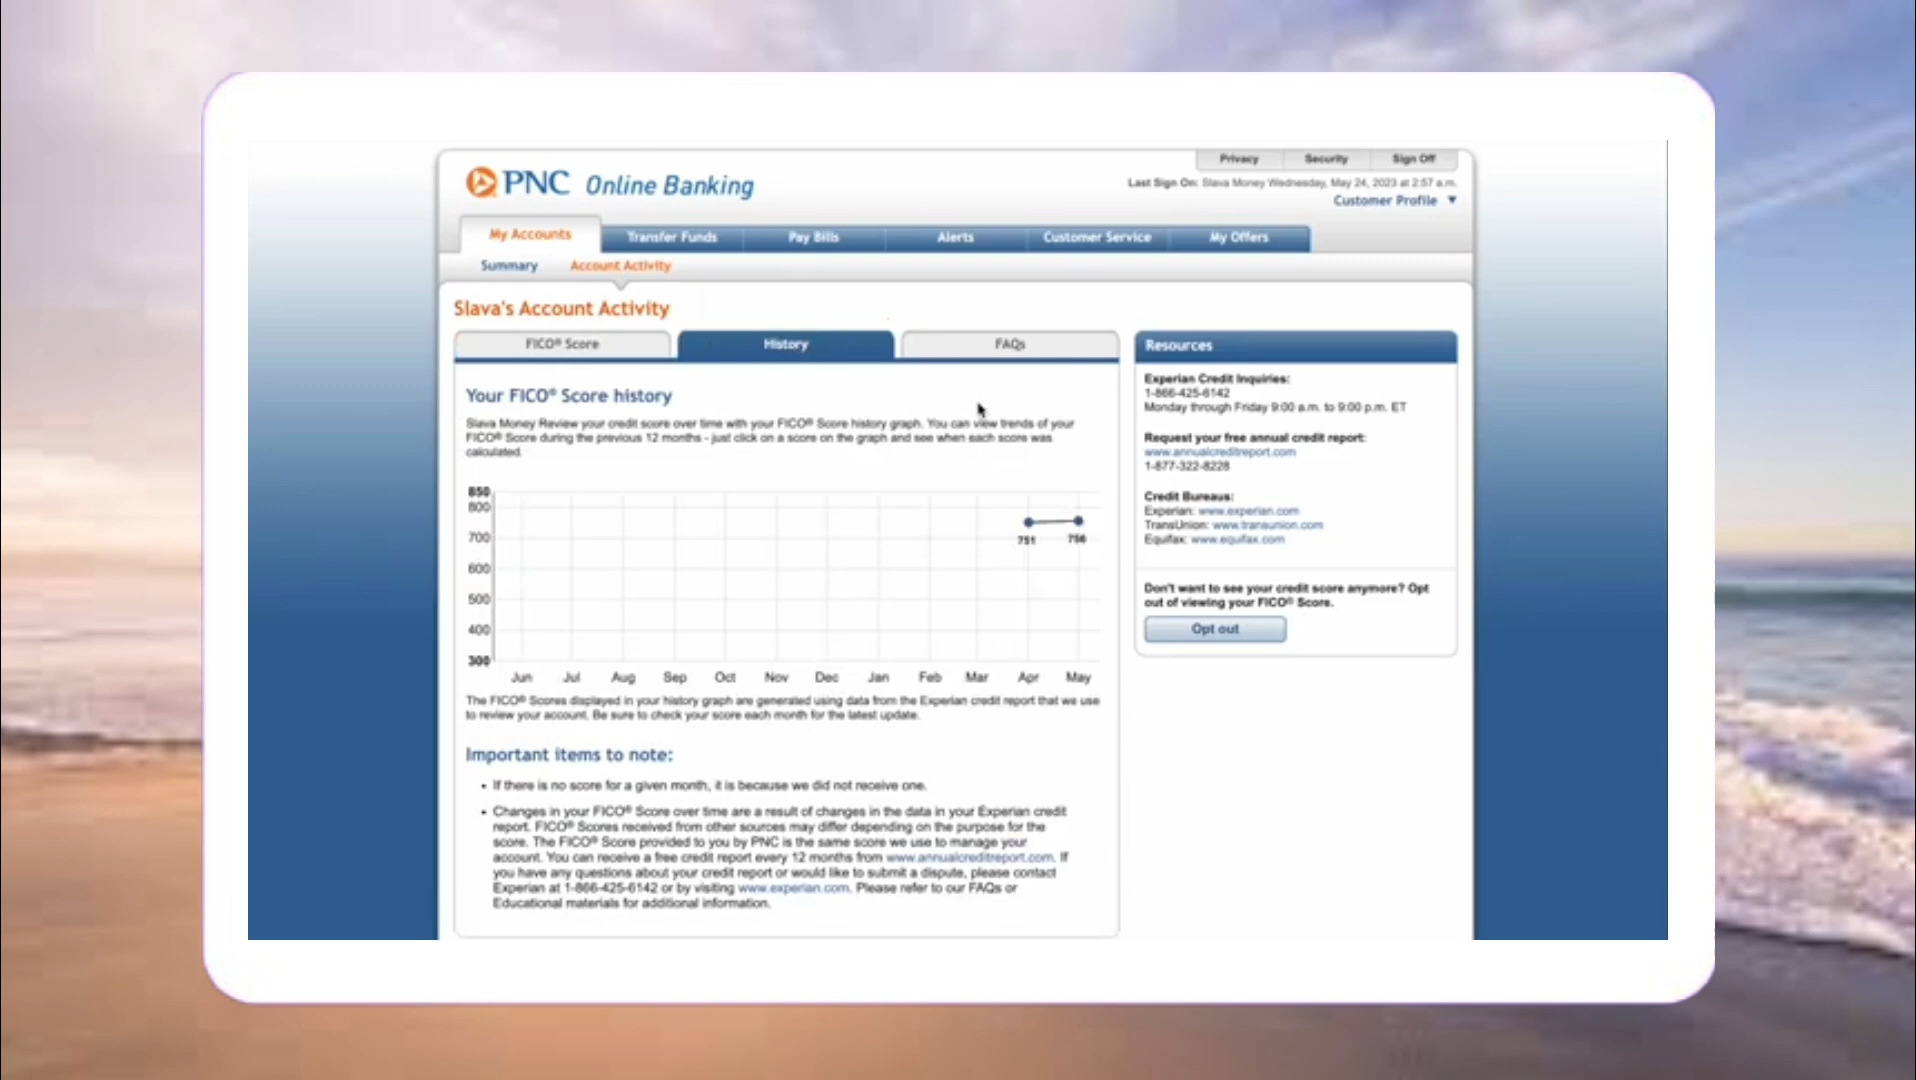 Privacy Security Sign Off
PNC Online Banking
Last Sign On: Slava Money Wednesday, May 24, 2023 at 2:57 a.m.
Customer Profile
My Accounts Transfer Funds Pay Bills Alerts Customer Service My Offers
Summary Account Activity
Slava's Account Activity
FICO® Score History FAQs
Your FICO® Score history
Slava Money Review your credit score over time with your FICO® Score history graph. You can view trends of your
FICO® Score during the previous 12 months - just click on a score on the graph and see when each score was
calculated.
850
800
700
600
500
400
300
751 756
Jun Jul Aug Sep Oct Nov Dec Jan Feb Mar Apr May
The FICO® Scores displayed in your history graph are generated using data from the Experian credit report that we use
to review your account. Be sure to check your score each month for the latest update.
Important items to note:
• If there is no score for a given month, it is because we did not receive one.
• Changes in your FICO® Score over time are a result of changes in the data in your Experian credit
report. FICO® Scores received from other sources may differ depending on the purpose for the
score. The FICO® Score provided to you by PNC is the same score we use to manage your
account. You can receive a free credit report every 12 months from www.annualcreditreport.com. If
you have any questions about your credit report or would like to submit a dispute, please contact
Experian at 1-866-425-6142 or by visiting www.experian.com. Please refer to our FAQs or
Educational materials for additional information.
Resources
Experian Credit Inquiries:
1-866-425-6142
Monday through Friday 9:00 a.m. to 9:00 p.m. ET
Request your free annual credit report:
www.annualcreditreport.com
1-877-322-8228
Credit Bureaus:
Experian: www.experian.com
TransUnion: www.transunion.com
Equifax: www.equifax.com
Don't want to see your credit score anymore? Opt
out of viewing your FICO® Score.
Opt out